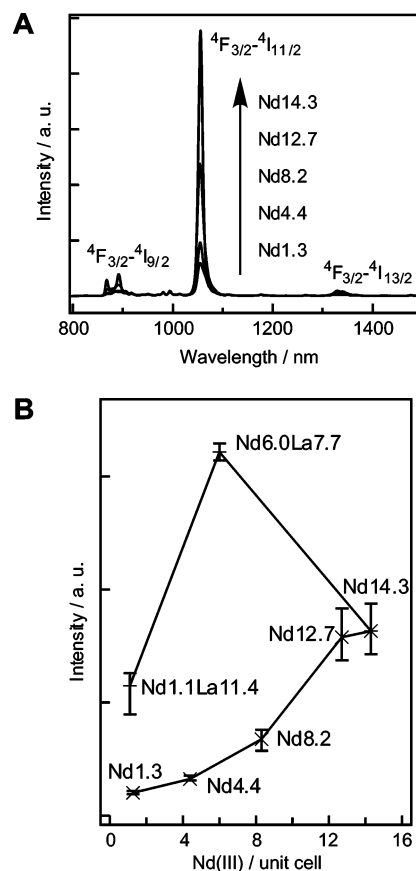 A
Intensity / a. u.
⁴F₃/₂-⁴I₁₁/₂
Nd14.3
Nd12.7
Nd8.2
Nd4.4
Nd1.3
⁴F₃/₂-⁴I₉/₂
⁴F₃/₂-⁴I₁₃/₂
800 1000 1200 1400
Wavelength / nm
B
Intensity / a. u.
Nd6.0La7.7
Nd14.3
Nd12.7
Nd1.1La11.4
Nd8.2
Nd1.3
Nd4.4
0 4 8 12 16
Nd(III) / unit cell